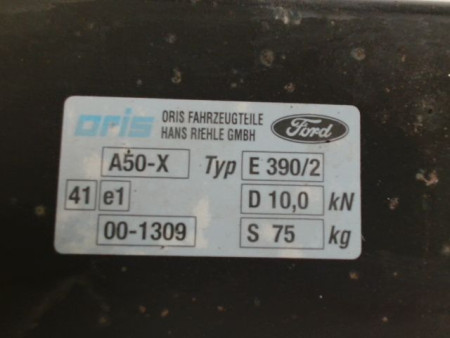 oris ORIS FAHRZEUGTEILE
HANS RIEHLE GMBH
Ford
A50-X Typ E 390/2
41 e1 D 10,0 kN
00-1309 S 75 kg